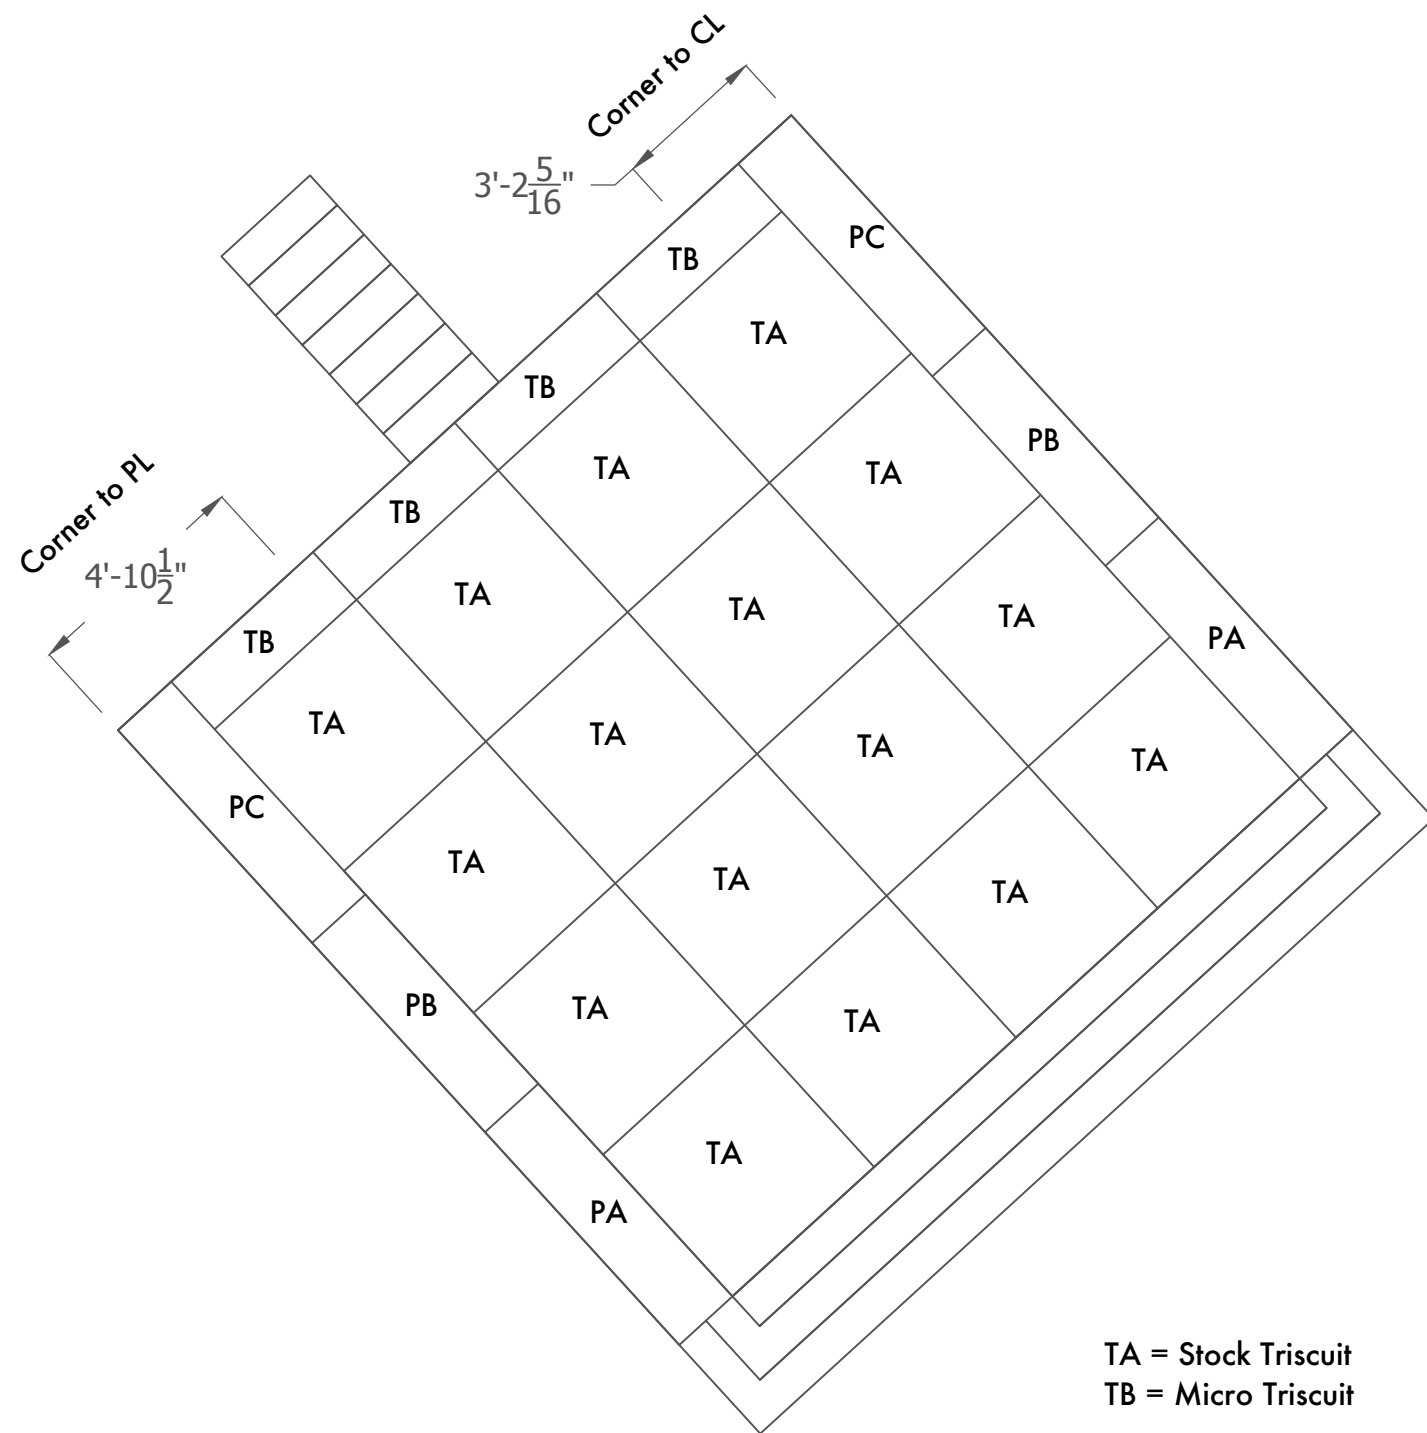 Corner to CL
3'-2 5/16"
PC
TB
TA
TB
PB
TA
TA
Corner to PL
TB
4'-10 1/2"
TA
TA
TA
PA
TB
TA
TA
TA
TA
PC
TA
TA
TA
PB
TA
TA
TA
PA
TA = Stock Triscuit
TB = Micro Triscuit